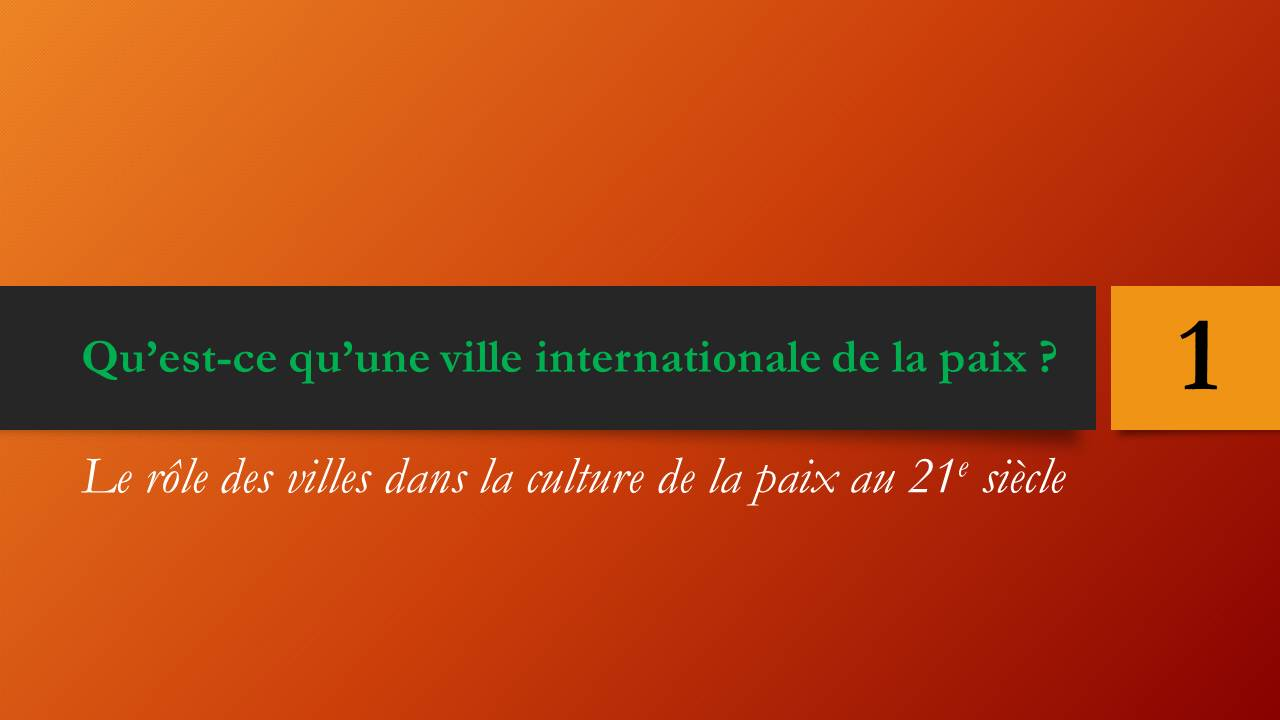 Qu’est-ce qu’une ville internationale de la paix ?
1
Le rôle des villes dans la culture de la paix au 21e siècle